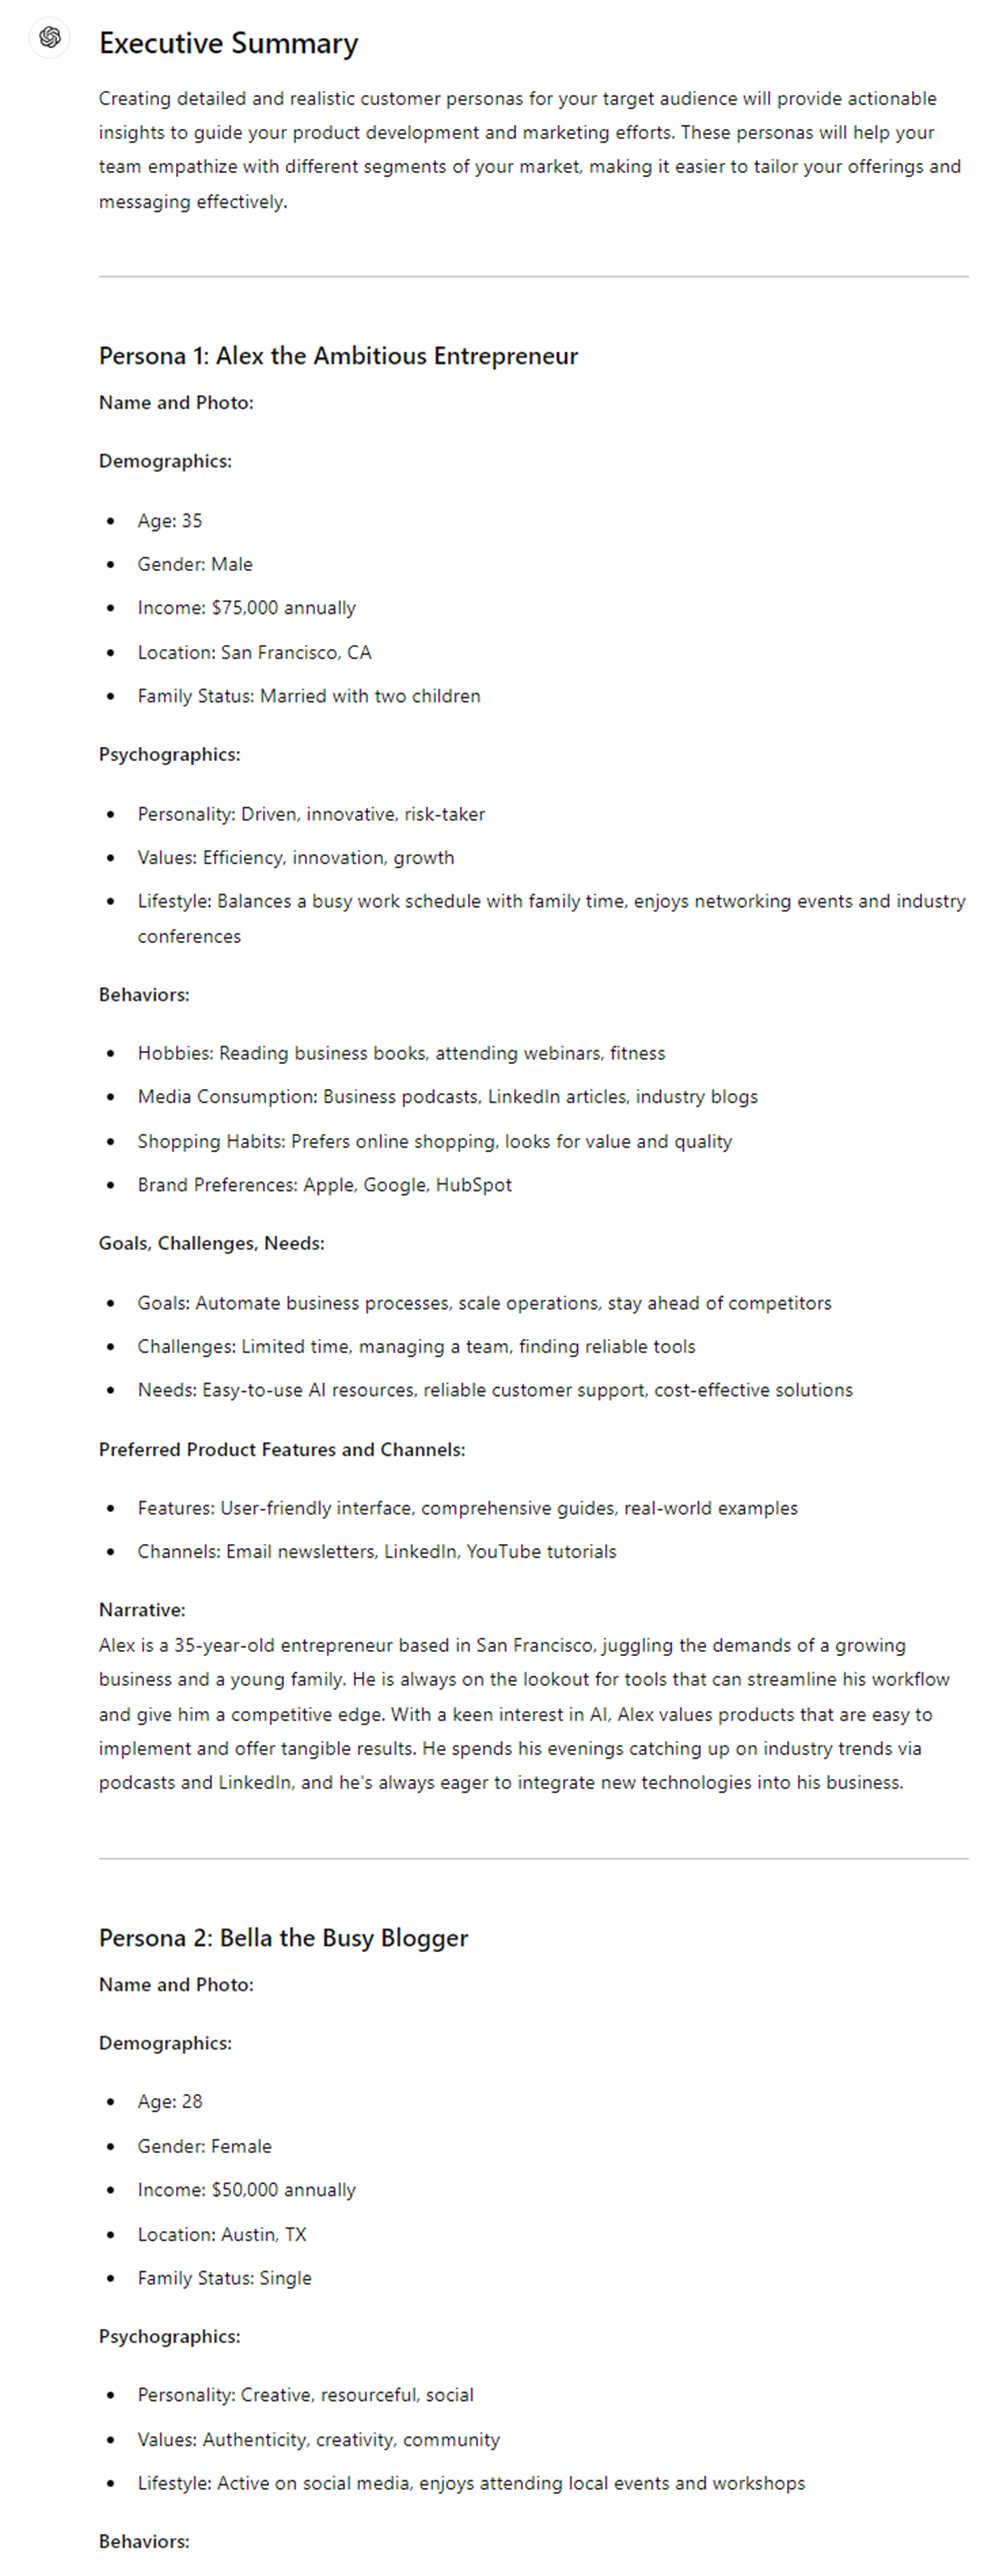 Executive Summary
Creating detailed and realistic customer personas for your target audience will provide actionable
insights to guide your product development and marketing efforts. These personas will help your
team empathize with different segments of your market, making it easier to tailor your offerings and
messaging effectively.
Persona 1: Alex the Ambitious Entrepreneur
Name and Photo:
Demographics:
• Age: 35
• Gender: Male
• Income: $75,000 annually
• Location: San Francisco, CA
• Family Status: Married with two children
Psychographics:
• Personality: Driven, innovative, risk-taker
• Values: Efficiency, innovation, growth
• Lifestyle: Balances a busy work schedule with family time, enjoys networking events and industry
conferences
Behaviors:
• Hobbies: Reading business books, attending webinars, fitness
• Media Consumption: Business podcasts, LinkedIn articles, industry blogs
• Shopping Habits: Prefers online shopping, looks for value and quality
• Brand Preferences: Apple, Google, HubSpot
Goals, Challenges, Needs:
• Goals: Automate business processes, scale operations, stay ahead of competitors
• Challenges: Limited time, managing a team, finding reliable tools
• Needs: Easy-to-use AI resources, reliable customer support, cost-effective solutions
Preferred Product Features and Channels:
• Features: User-friendly interface, comprehensive guides, real-world examples
• Channels: Email newsletters, LinkedIn, YouTube tutorials
Narrative:
Alex is a 35-year-old entrepreneur based in San Francisco, juggling the demands of a growing
business and a young family. He is always on the lookout for tools that can streamline his workflow
and give him a competitive edge. With a keen interest in AI, Alex values products that are easy to
implement and offer tangible results. He spends his evenings catching up on industry trends via
podcasts and LinkedIn, and he's always eager to integrate new technologies into his business.
Persona 2: Bella the Busy Blogger
Name and Photo:
Demographics:
• Age: 28
• Gender: Female
• Income: $50,000 annually
• Location: Austin, TX
• Family Status: Single
Psychographics:
• Personality: Creative, resourceful, social
• Values: Authenticity, creativity, community
• Lifestyle: Active on social media, enjoys attending local events and workshops
Behaviors: